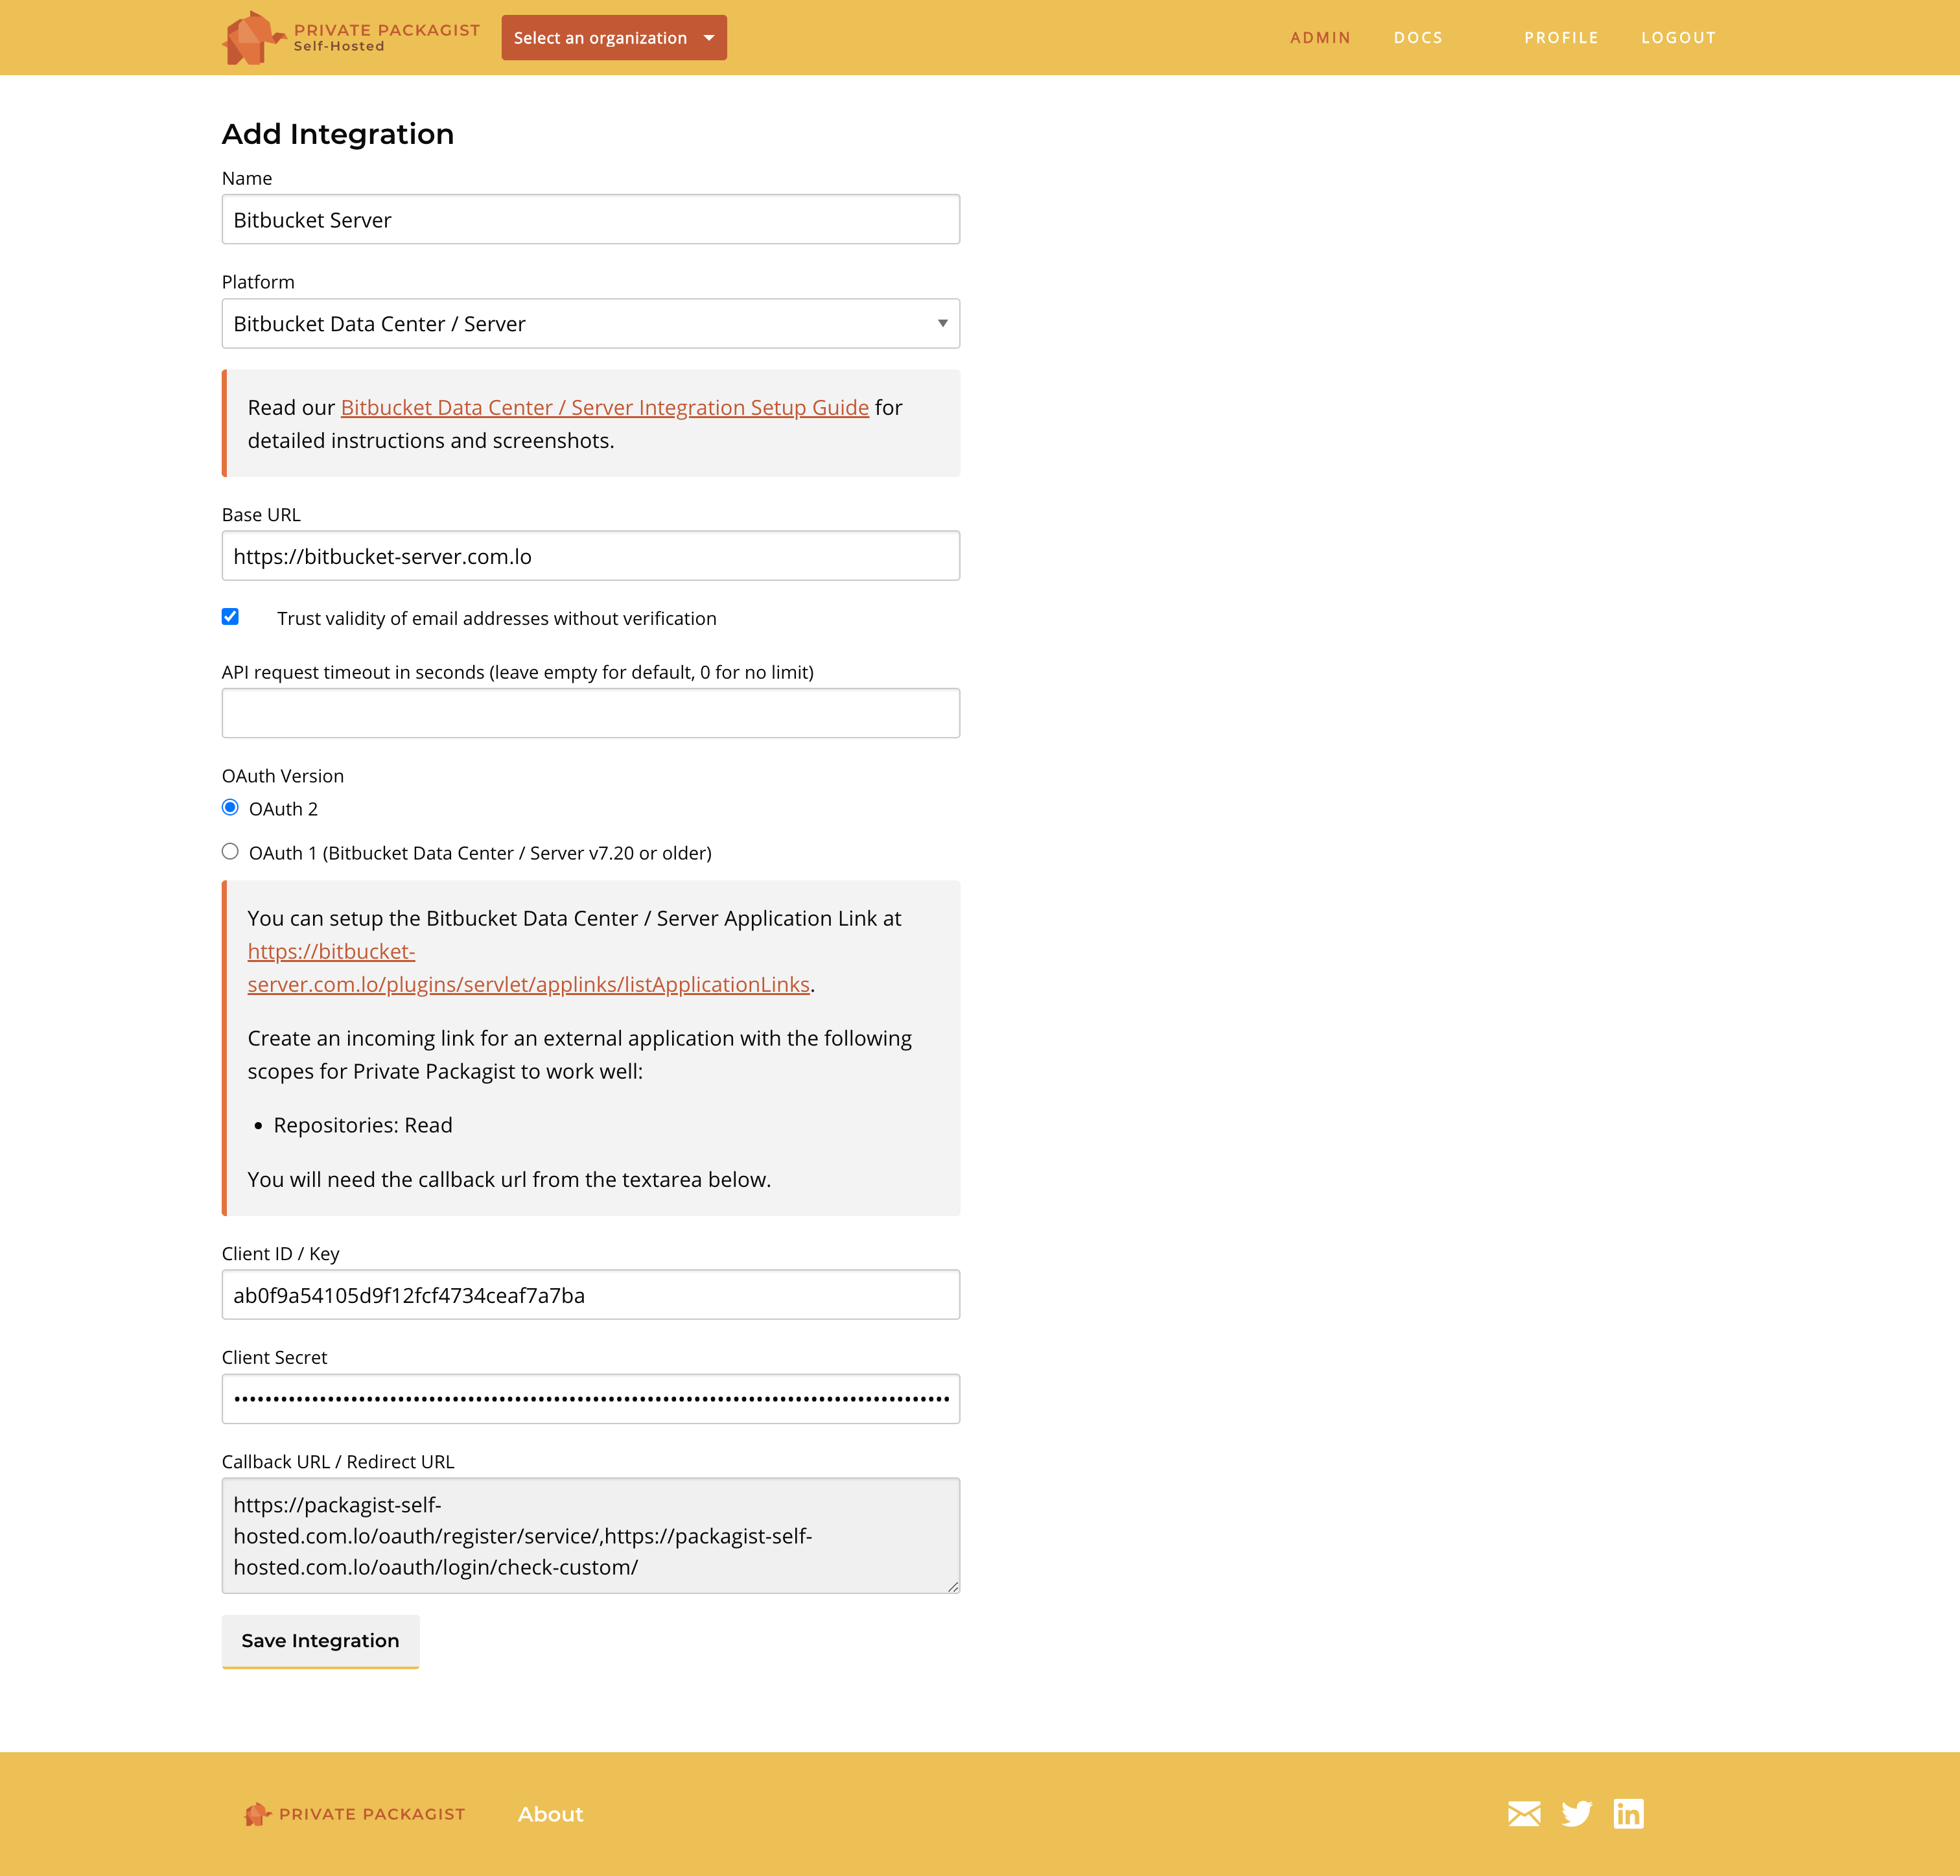 PRIVATE PACKAGIST
Self-Hosted
Select an organization
ADMIN
DOCS
PROFILE
LOGOUT
Add Integration
Name
Bitbucket Server
Platform
Bitbucket Data Center / Server
Read our Bitbucket Data Center / Server Integration Setup Guide for
detailed instructions and screenshots.
Base URL
https://bitbucket-server.com.lo
Trust validity of email addresses without verification
API request timeout in seconds (leave empty for default, 0 for no limit)
OAuth Version
OAuth 2
OAuth 1 (Bitbucket Data Center / Server v7.20 or older)
You can setup the Bitbucket Data Center / Server Application Link at
https://bitbucket-
server.com.lo/plugins/servlet/applinks/listApplicationLinks.
Create an incoming link for an external application with the following
scopes for Private Packagist to work well:
• Repositories: Read
You will need the callback url from the textarea below.
Client ID / Key
ab0f9a54105d9f12fcf4734ceaf7a7ba
Client Secret
Callback URL / Redirect URL
https://packagist-self-
hosted.com.lo/oauth/register/service/,https://packagist-self-
hosted.com.lo/oauth/login/check-custom/
Save Integration
PRIVATE PACKAGIST
About